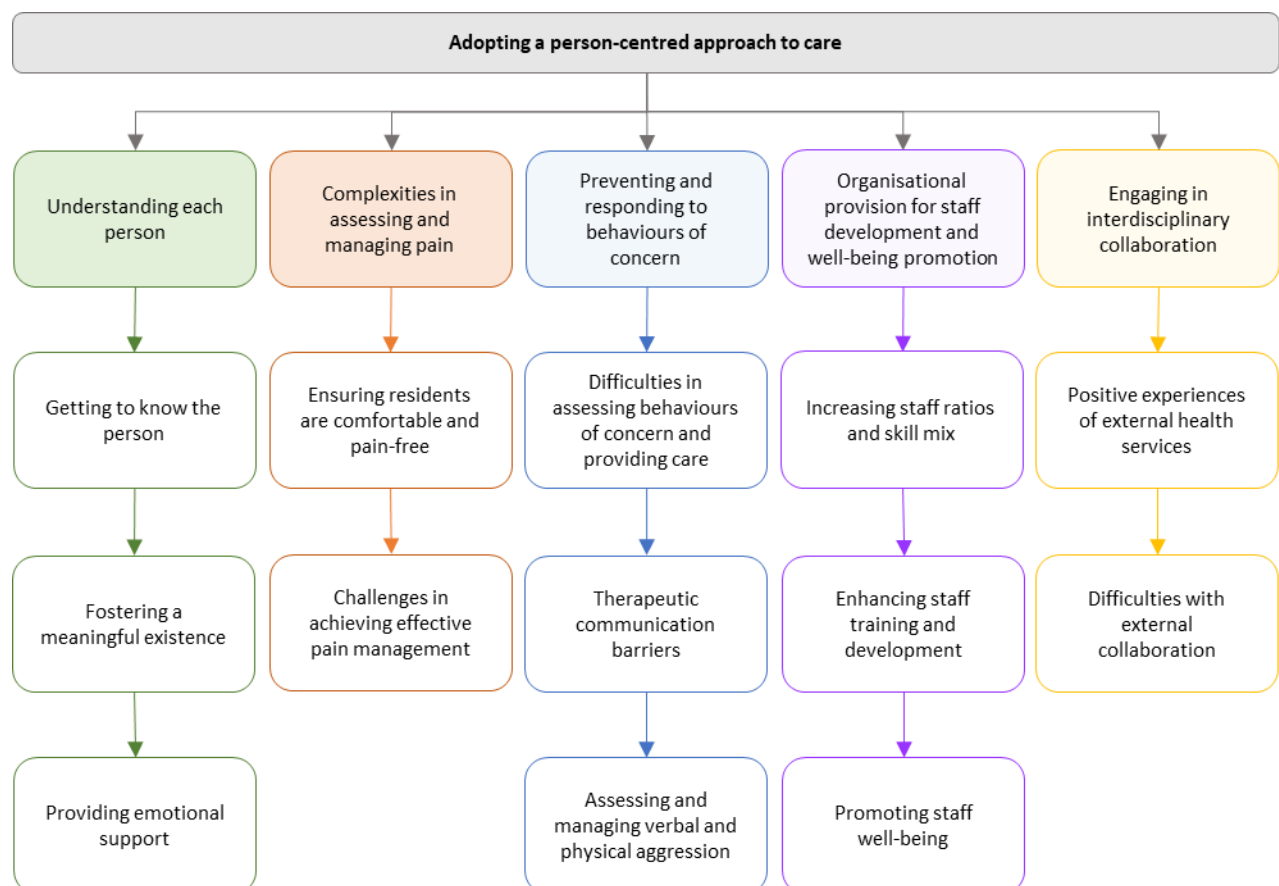 Adopting a person-centred approach to care
Understanding each
person
Complexities in
assessing and
managing pain
Preventing and
responding to
behaviours of
concern
Organisational
provision for staff
development and
well-being promotion
Engaging in
interdisciplinary
collaboration
Getting to know the
person
Ensuring residents
are comfortable and
pain-free
Difficulties in
assessing behaviours
of concern and
providing care
Increasing staff ratios
and skill mix
Positive experiences
of external health
services
Fostering a
meaningful existence
Challenges in
achieving effective
pain management
Therapeutic
communication
barriers
Enhancing staff
training and
development
Difficulties with
external
collaboration
Providing emotional
support
Assessing and
managing verbal and
physical aggression
Promoting staff
well-being